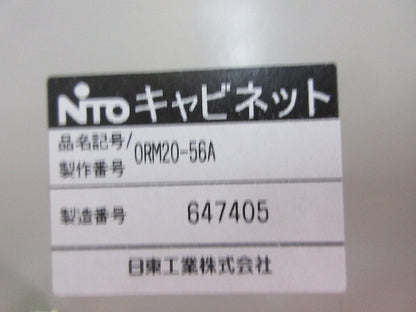 NITO キャビネット
品名記号/
製作番号 ORM20-56A
製造番号 647405
日東工業株式会社